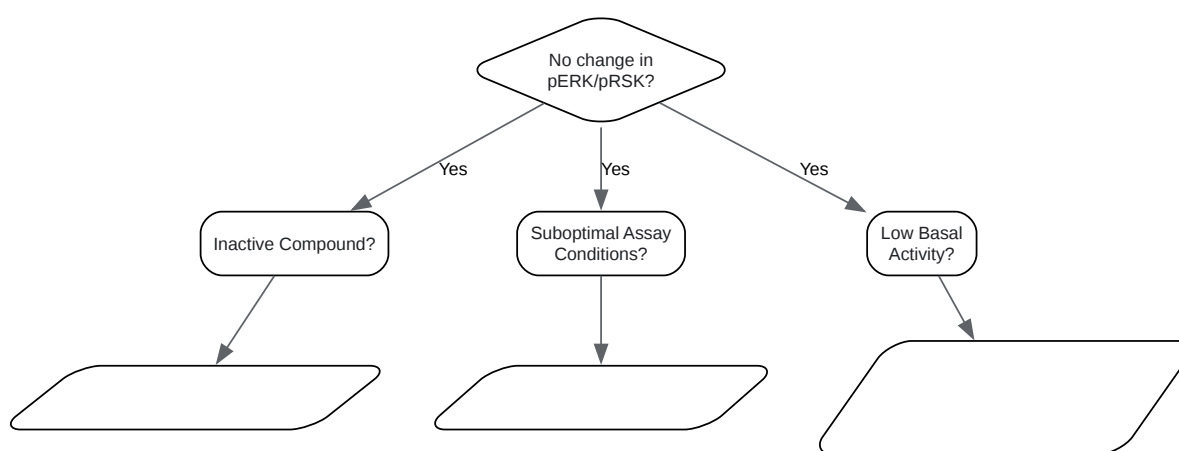 No change in
pERK/pRSK?
Yes
Yes
Yes
Inactive Compound?
Suboptimal Assay
Conditions?
Low Basal
Activity?